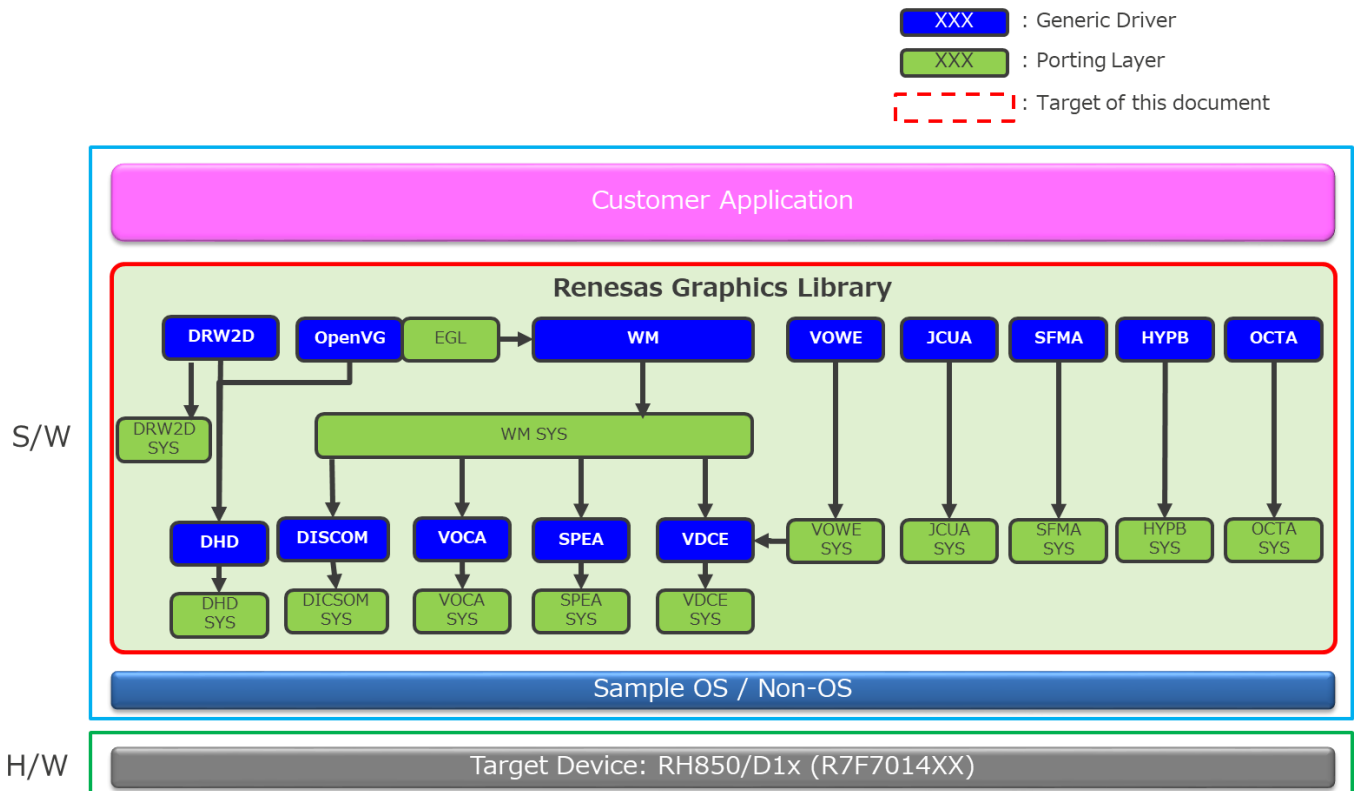 XXX : Generic Driver
XXX : Porting Layer
: Target of this document
Customer Application
Renesas Graphics Library
DRW2D OpenVG EGL WM VOWE JCUA SFMA HYPB OCTA
DRW2D
SYS
WM SYS
S/W
DHD DISCOM VOCA SPEA VDCE
VOWE
SYS
JCUA
SYS
SFMA
SYS
HYPB
SYS
OCTA
SYS
DHD
SYS
DICSOM
SYS
VOCA
SYS
SPEA
SYS
VDCE
SYS
Sample OS / Non-OS
H/W
Target Device: RH850/D1x (R7F7014XX)